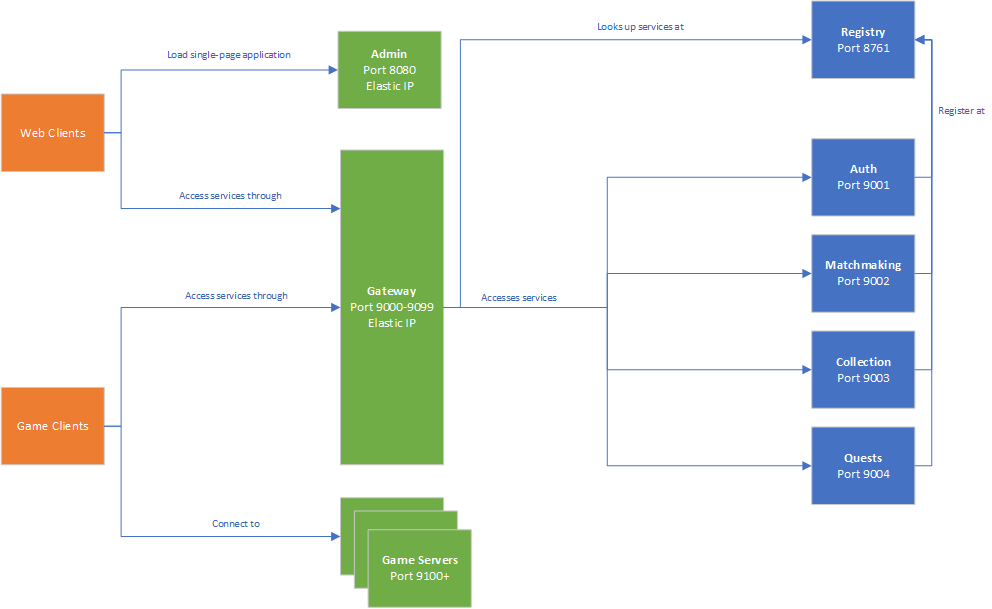 Looks up services at
Registry
Port 8761
Load single-page application
Admin
Port 8080
Elastic IP
Register at
Web Clients
Auth
Port 9001
Access services through
Matchmaking
Port 9002
Access services through
Gateway
Port 9000-9099
Elastic IP
Accesses services
Collection
Port 9003
Game Clients
Quests
Port 9004
Connect to
Game Servers
Port 9100+